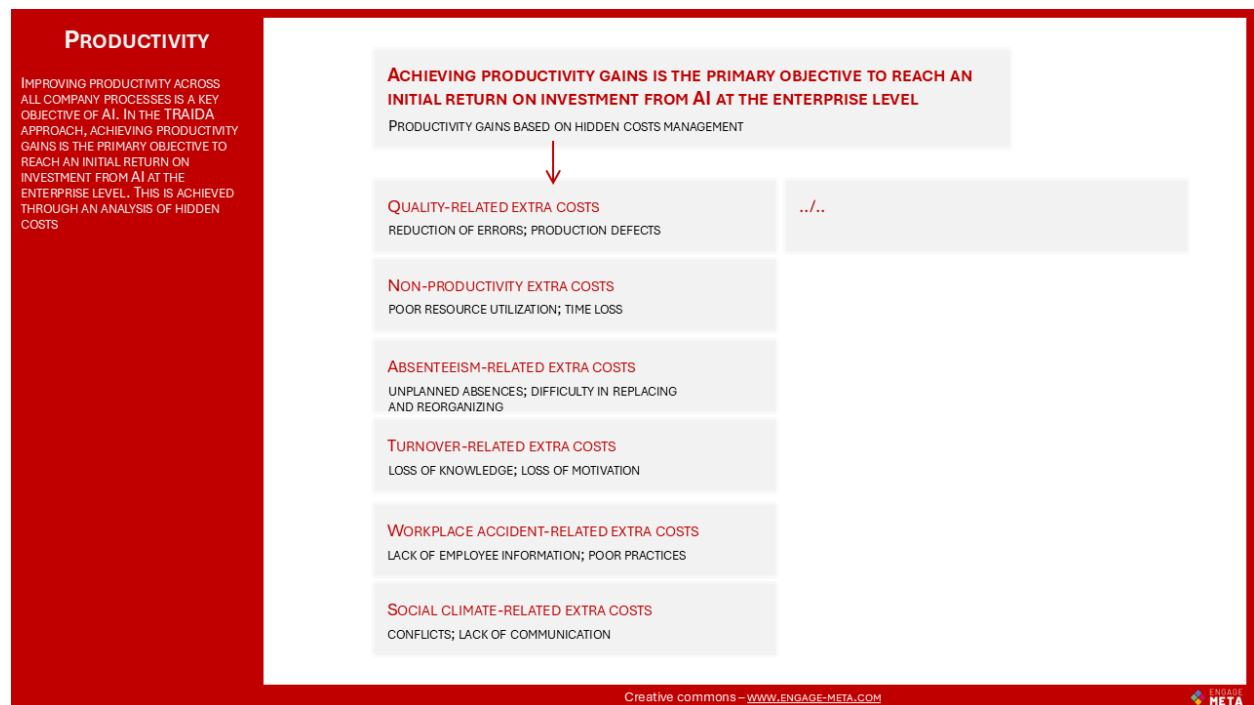 Productivity
Improving productivity across
all company processes is a key
objective of AI. In the TRAIDA
approach, achieving productivity
gains is the primary objective to
reach an initial return on
investment from AI at the
enterprise level. This is achieved
through an analysis of hidden
costs
Achieving productivity gains is the primary objective to reach an
initial return on investment from AI at the enterprise level
Productivity gains based on hidden costs management
Quality-related extra costs
reduction of errors; production defects
../..
Non-productivity extra costs
poor resource utilization; time loss
Absenteeism-related extra costs
unplanned absences; difficulty in replacing
and reorganizing
Turnover-related extra costs
loss of knowledge; loss of motivation
Workplace accident-related extra costs
lack of employee information; poor practices
Social climate-related extra costs
conflicts; lack of communication
Creative commons – www.engage-meta.com
ENGAGE
META